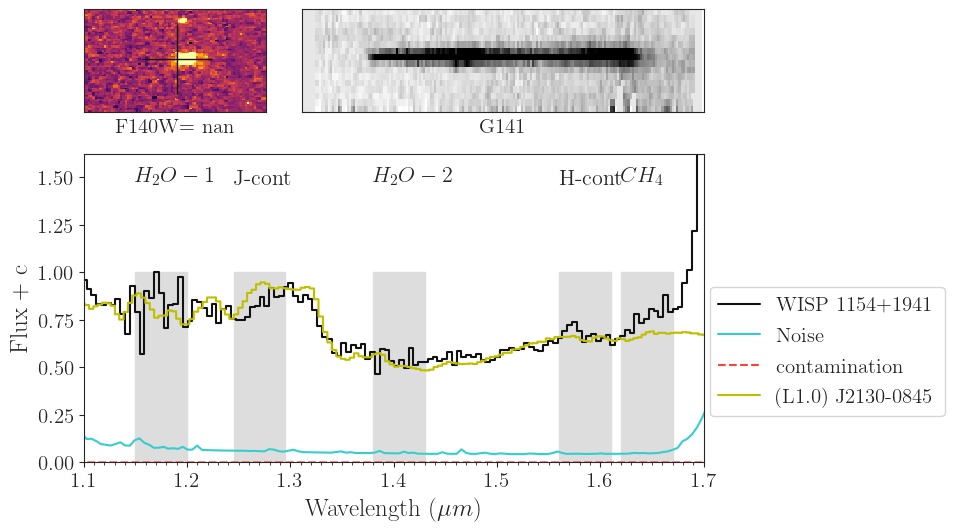 F140W= nan
G141
H₂O − 1
J-cont
H₂O − 2
H-cont
CH₄
1.50
1.25
1.00
0.75
0.50
0.25
0.00
Flux + c
1.1
1.2
1.3
1.4
1.5
1.6
1.7
Wavelength (μm)
WISP 1154+1941
Noise
contamination
(L1.0) J2130-0845